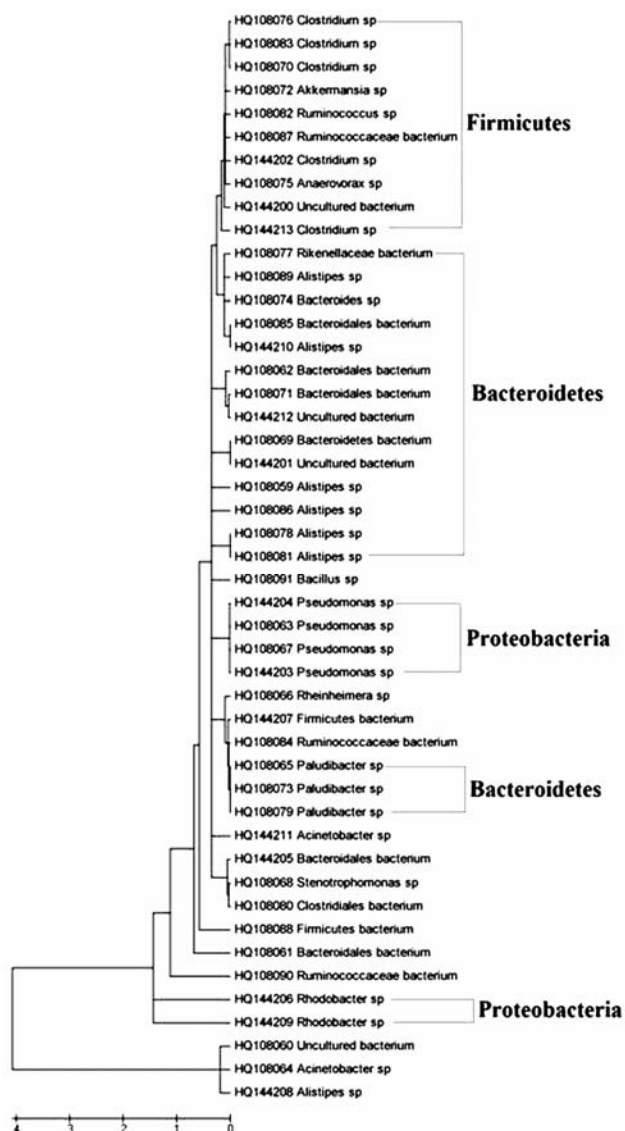 HQ108076 Clostridium sp
HQ108083 Clostridium sp
HQ108070 Clostridium sp
HQ108072 Akkermansia sp
HQ108082 Ruminococcus sp
HQ108087 Ruminococcaceae bacterium
HQ144202 Clostridium sp
HQ108075 Anaerovorax sp
HQ144200 Uncultured bacterium
HQ144213 Clostridium sp
Firmicutes
HQ108077 Rikenellaceae bacterium
HQ108089 Alistipes sp
HQ108074 Bacteroides sp
HQ108085 Bacteroidales bacterium
HQ144210 Alistipes sp
HQ108062 Bacteroidales bacterium
HQ108071 Bacteroidales bacterium
HQ144212 Uncultured bacterium
HQ108069 Bacteroidetes bacterium
HQ144201 Uncultured bacterium
HQ108059 Alistipes sp
HQ108086 Alistipes sp
HQ108078 Alistipes sp
HQ108081 Alistipes sp
Bacteroidetes
HQ108091 Bacillus sp
HQ144204 Pseudomonas sp
HQ108063 Pseudomonas sp
HQ108067 Pseudomonas sp
HQ144203 Pseudomonas sp
Proteobacteria
HQ108066 Rheinheimera sp
HQ144207 Firmicutes bacterium
HQ108084 Ruminococcaceae bacterium
HQ108065 Paludibacter sp
HQ108073 Paludibacter sp
HQ108079 Paludibacter sp
Bacteroidetes
HQ144211 Acinetobacter sp
HQ144205 Bacteroidales bacterium
HQ108068 Stenotrophomonas sp
HQ108080 Clostridiales bacterium
HQ108088 Firmicutes bacterium
HQ108061 Bacteroidales bacterium
HQ108090 Ruminococcaceae bacterium
HQ144206 Rhodobacter sp
HQ144209 Rhodobacter sp
Proteobacteria
HQ108060 Uncultured bacterium
HQ108064 Acinetobacter sp
HQ144208 Alistipes sp
4 3 2 1 0